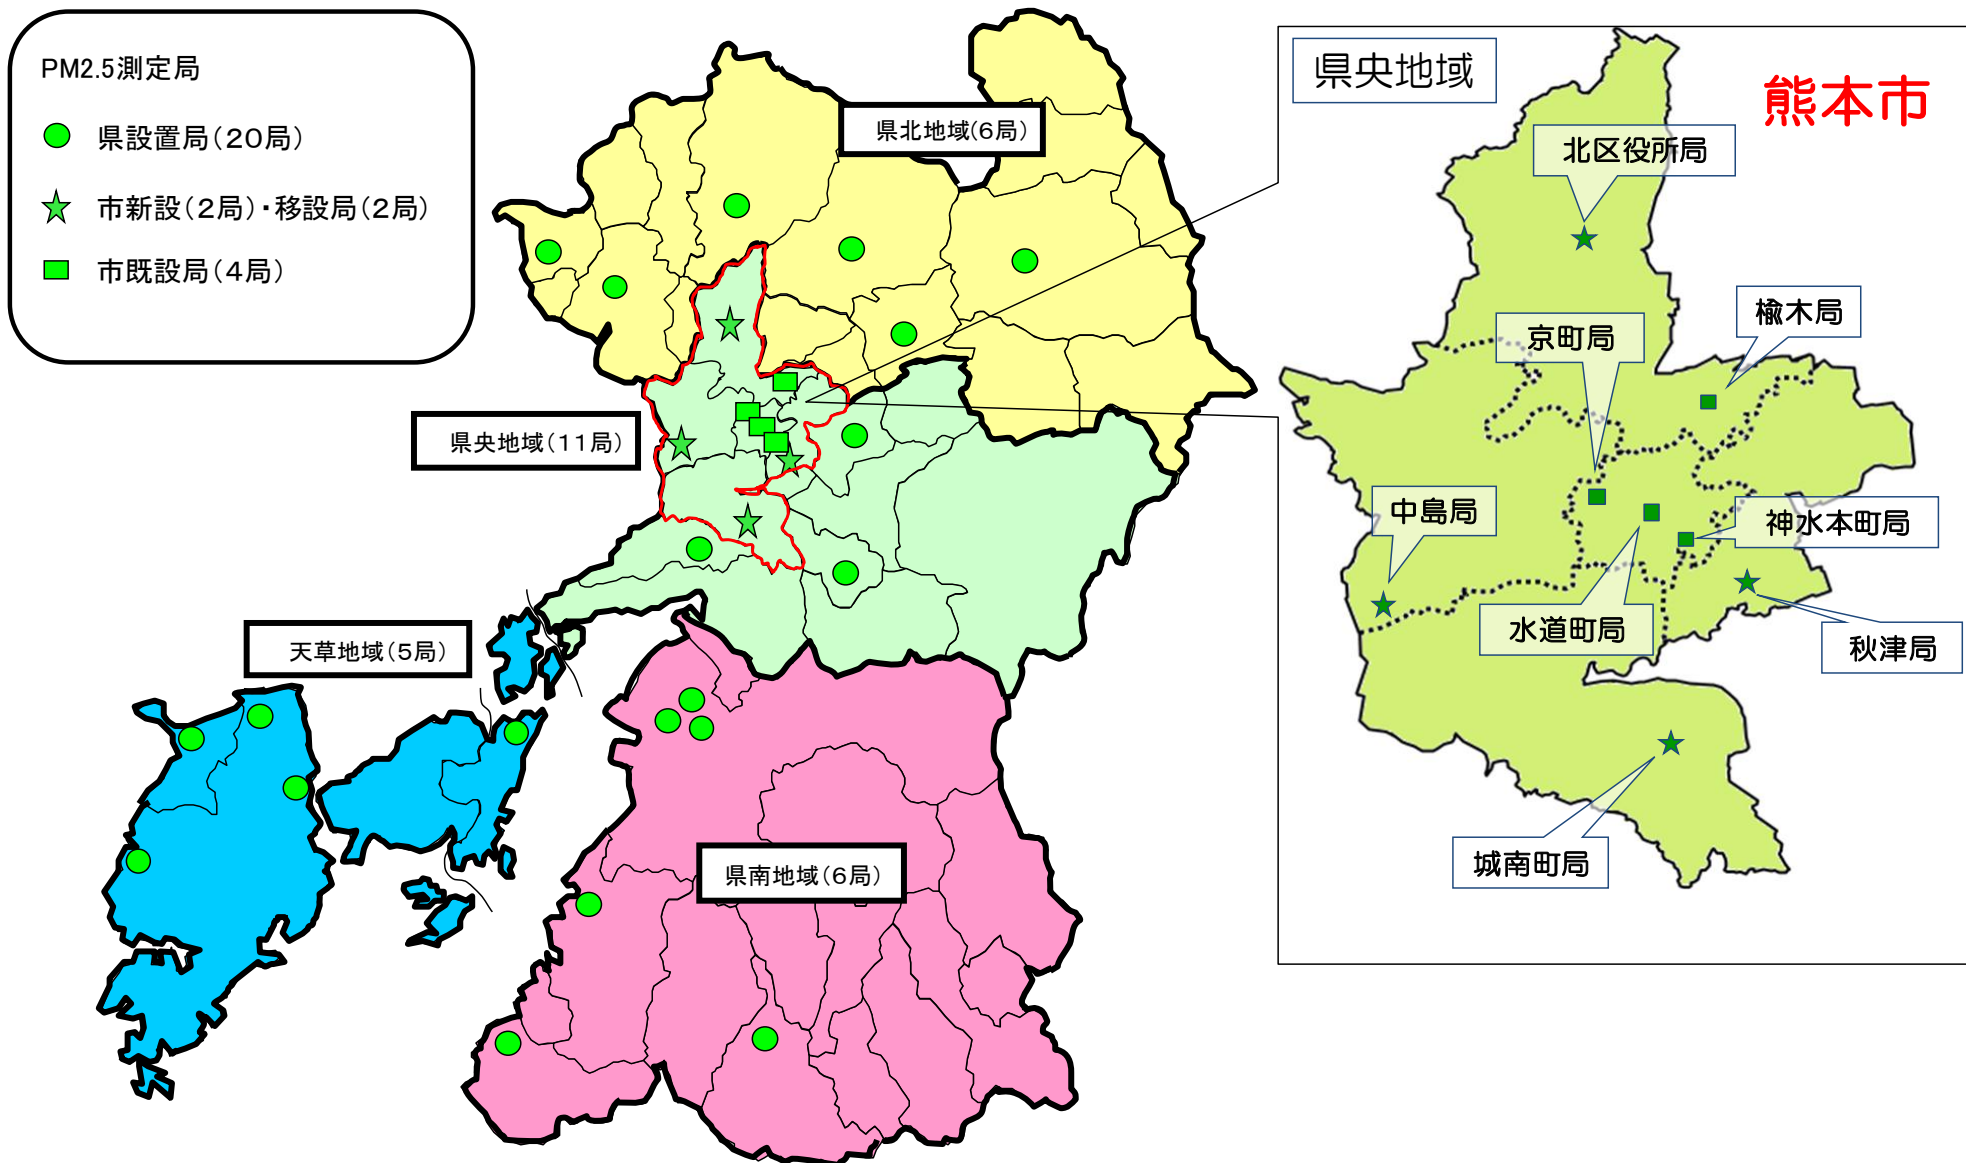 PM2.5測定局
県設置局(20局)
市新設(2局)・移設局(2局)
市既設局(4局)
県北地域(6局)
県央地域(11局)
天草地域(5局)
県南地域(6局)
県央地域
熊本市
北区役所局
楡木局
京町局
中島局
神水本町局
水道町局
秋津局
城南町局